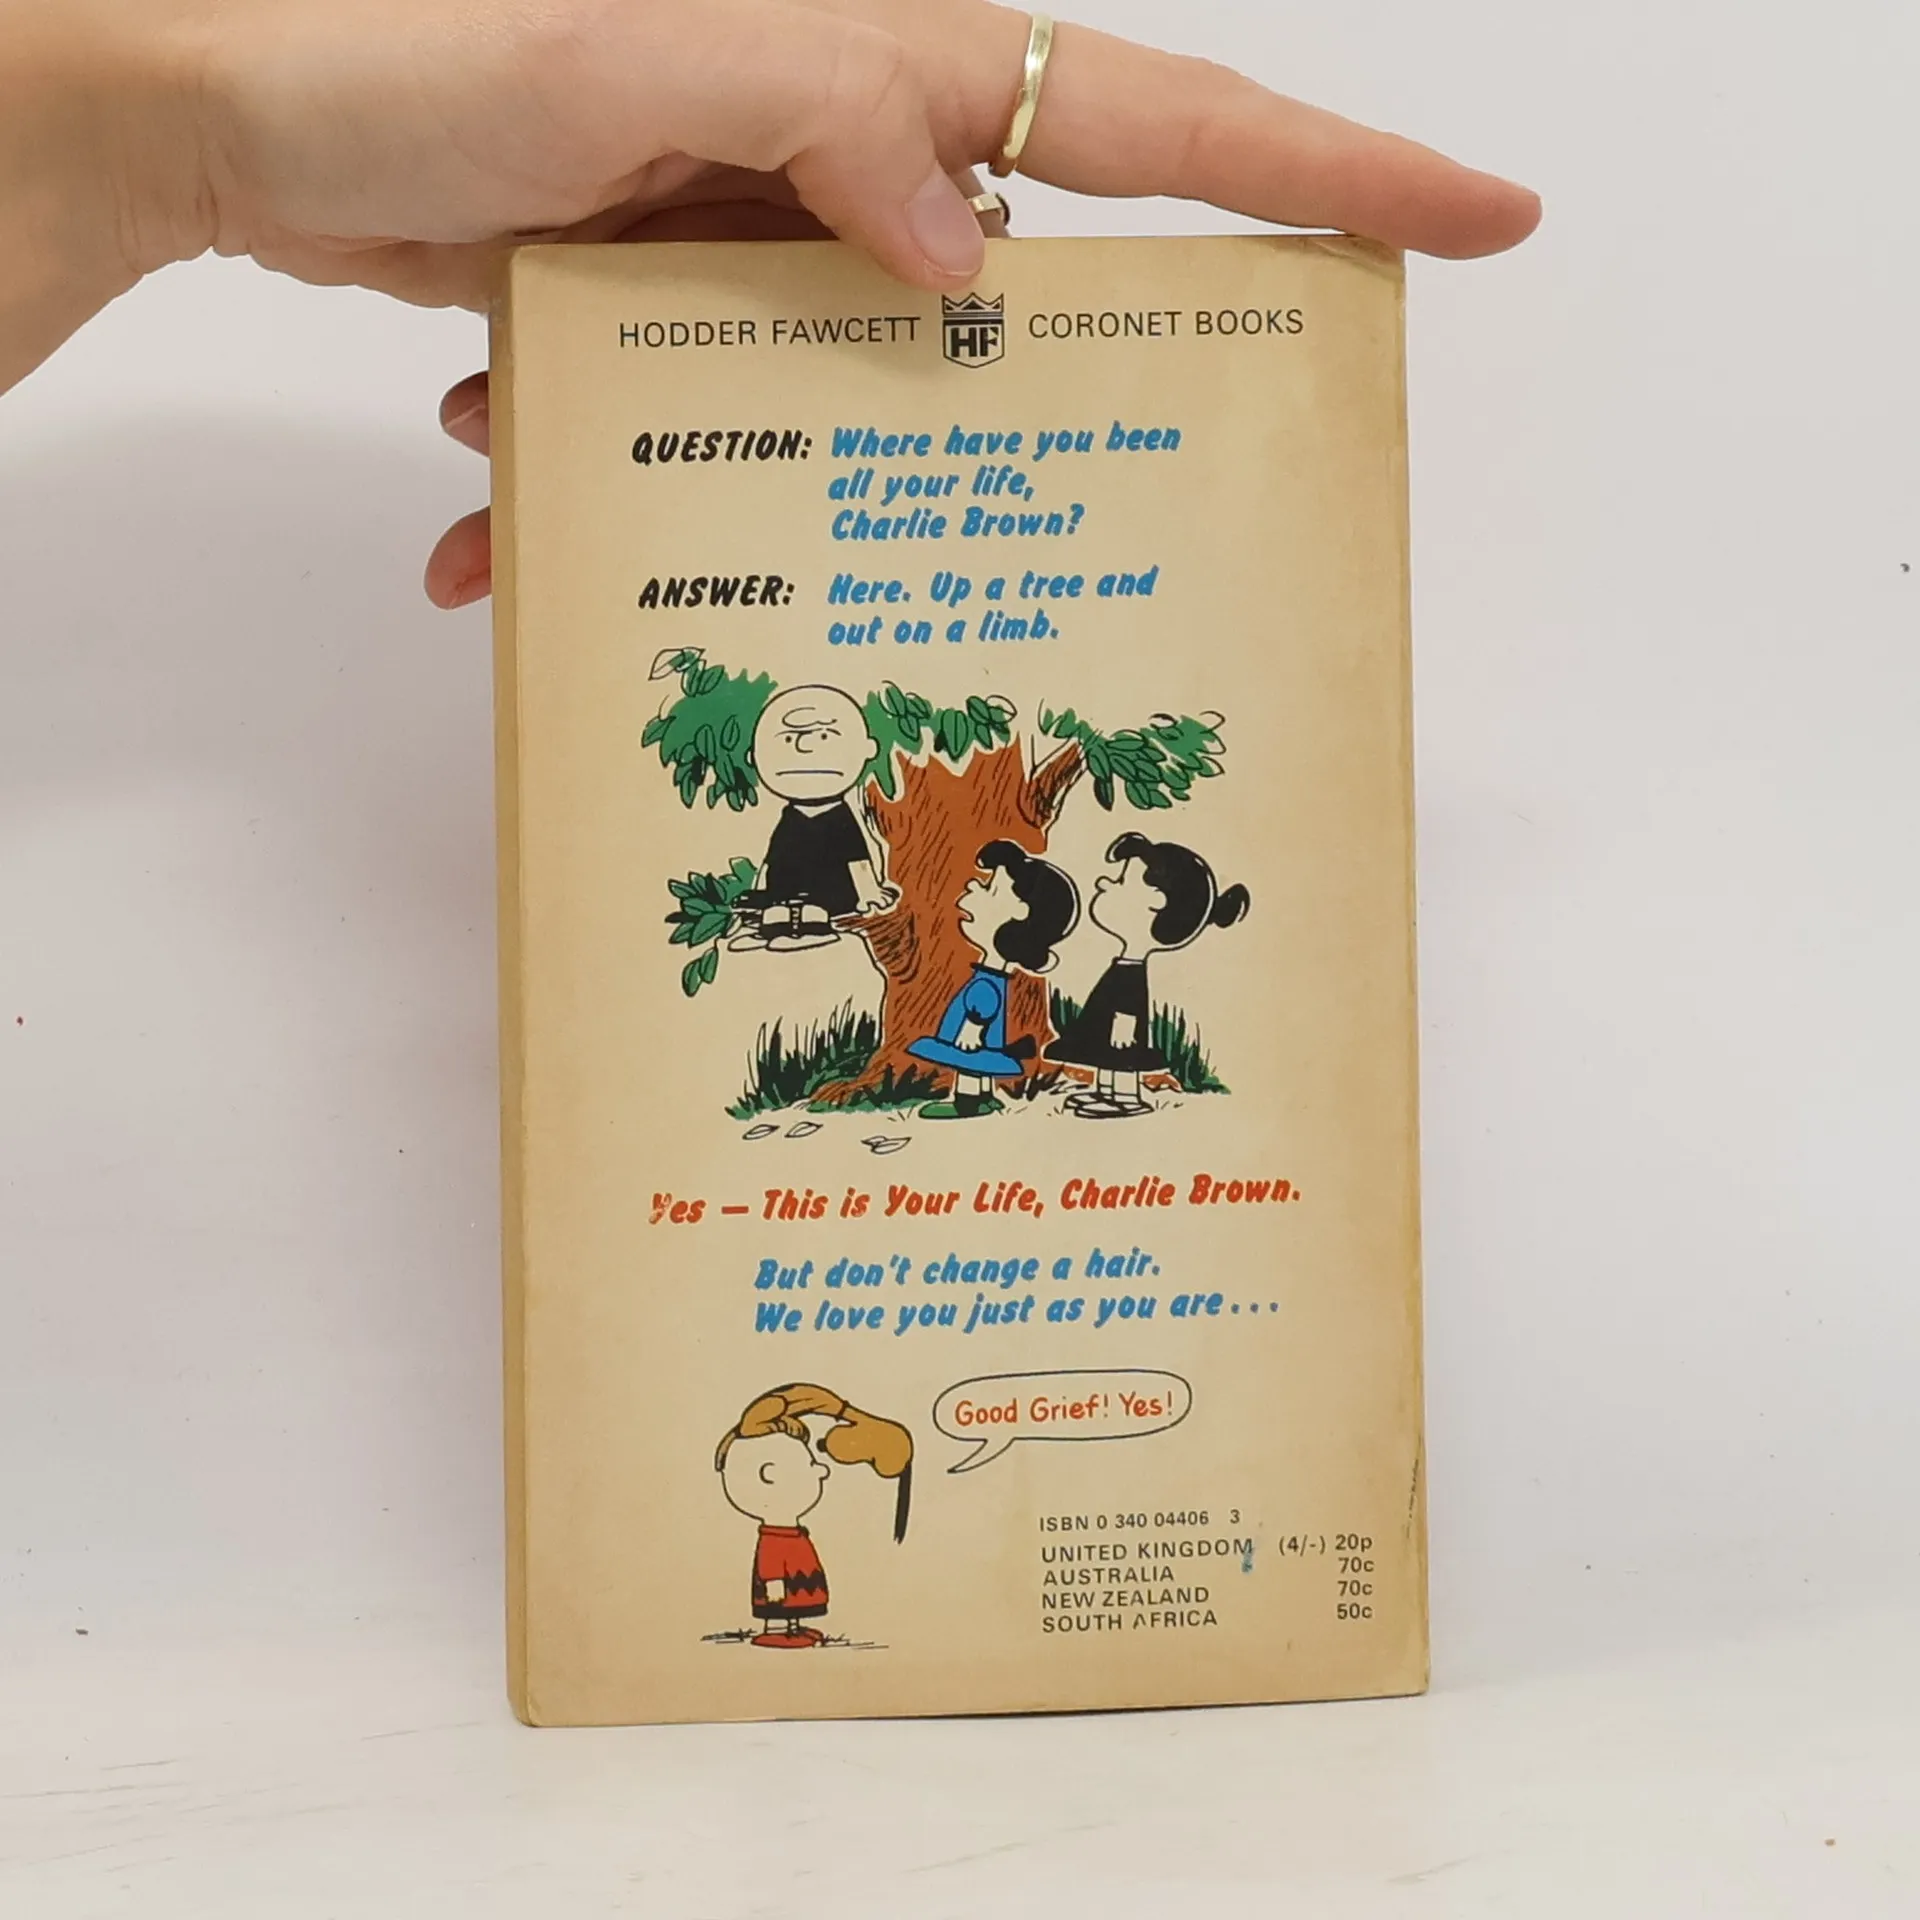 HODDER FAWCETT HF CORONET BOOKS
QUESTION: Where have you been
all your life,
Charlie Brown?
ANSWER: Here. Up a tree and
out on a limb.
Yes — This is Your Life, Charlie Brown.
But don't change a hair.
We love you just as you are...
Good Grief! Yes!
ISBN 0 340 04406 3
UNITED KINGDOM (4/-) 20p
AUSTRALIA 70c
NEW ZEALAND 70c
SOUTH AFRICA 50c